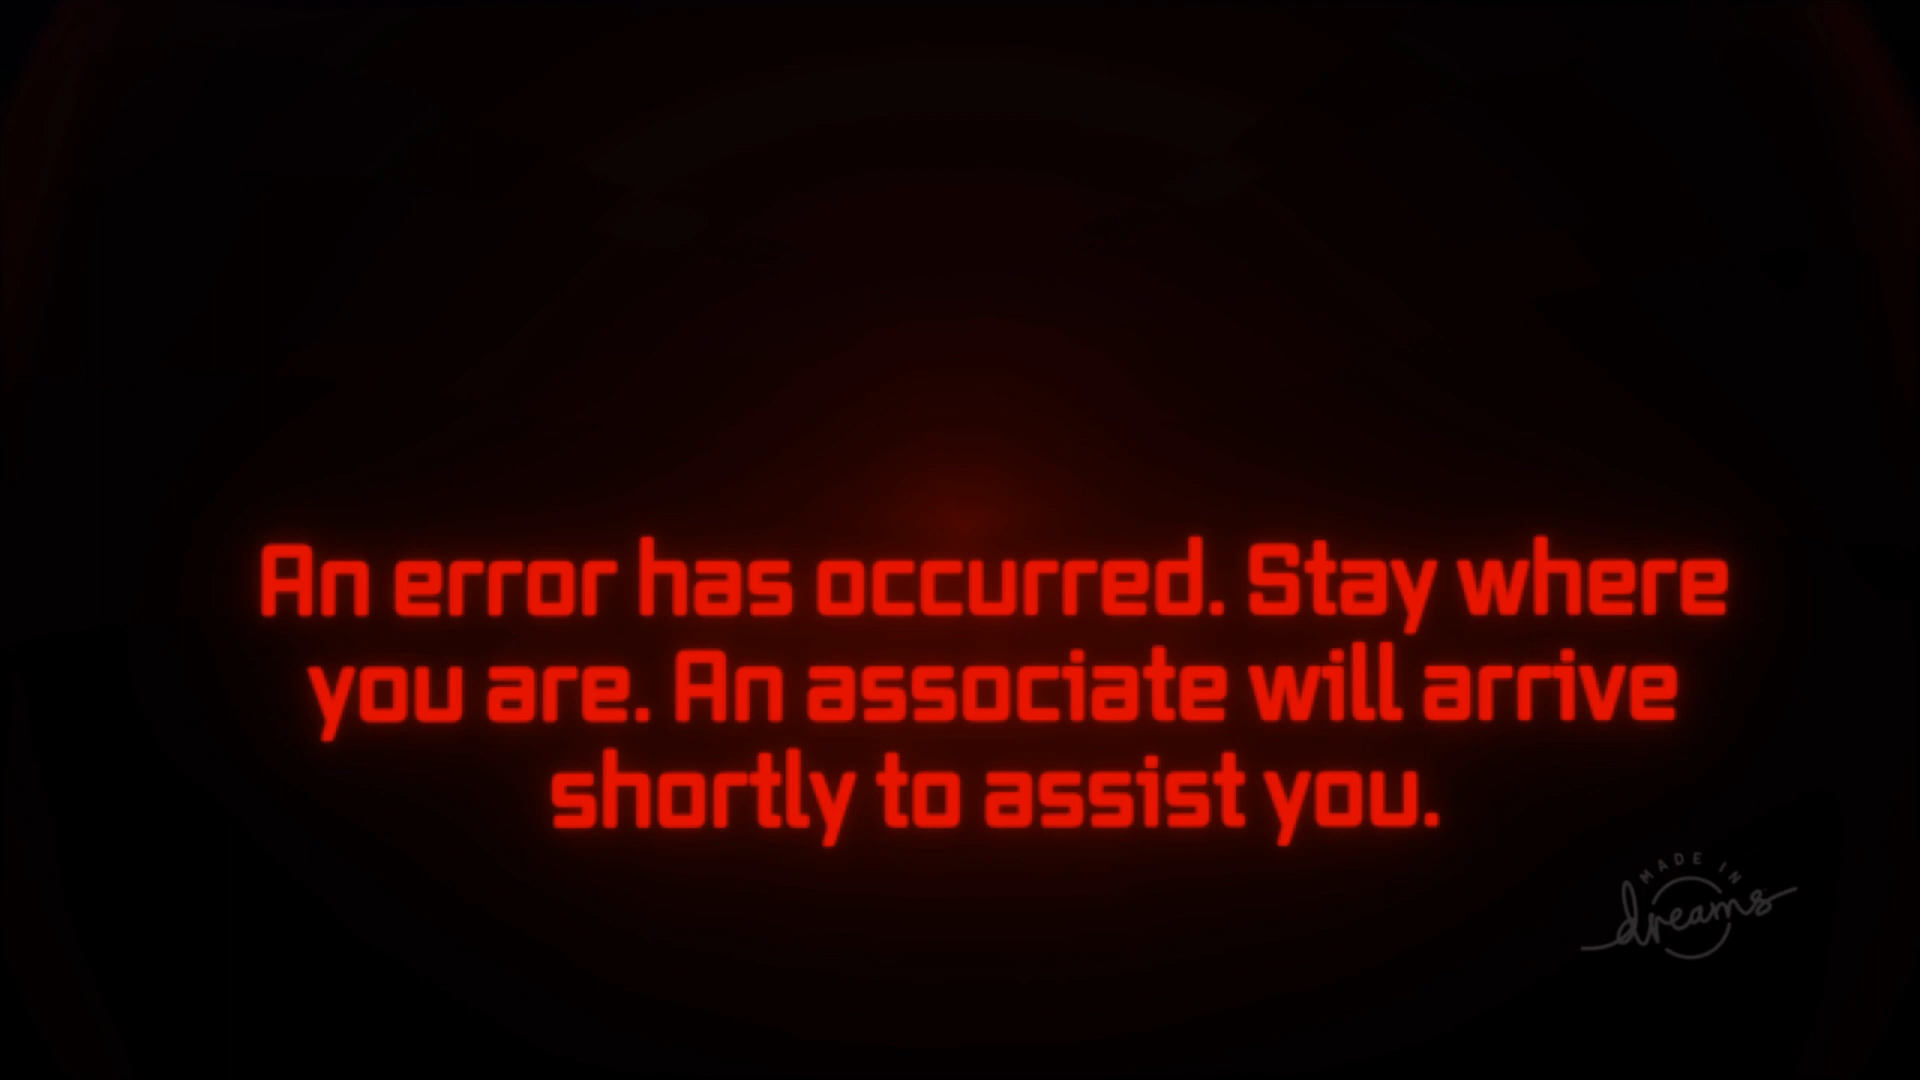 An error has occurred. Stay where
you are. An associate will arrive
shortly to assist you.
MADE IN
dreams